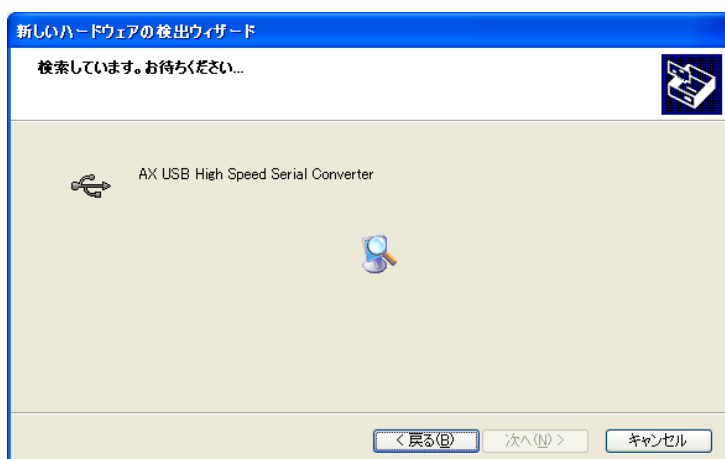 新しいハードウェアの検出ウィザード
検索しています。お待ちください...
AX USB High Speed Serial Converter
< 戻る(B) 次へ(N) > キャンセル